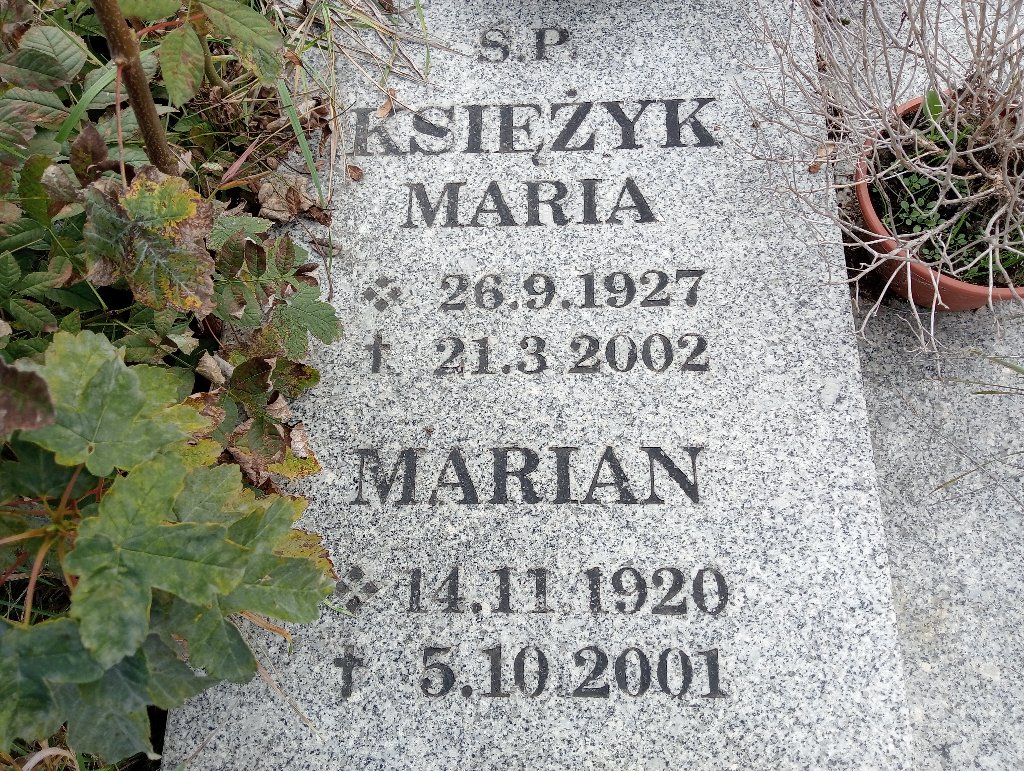 S.P.
KSIĘŻYK
MARIA
26.9.1927
21.3.2002
MARIAN
14.11.1920
5.10.2001